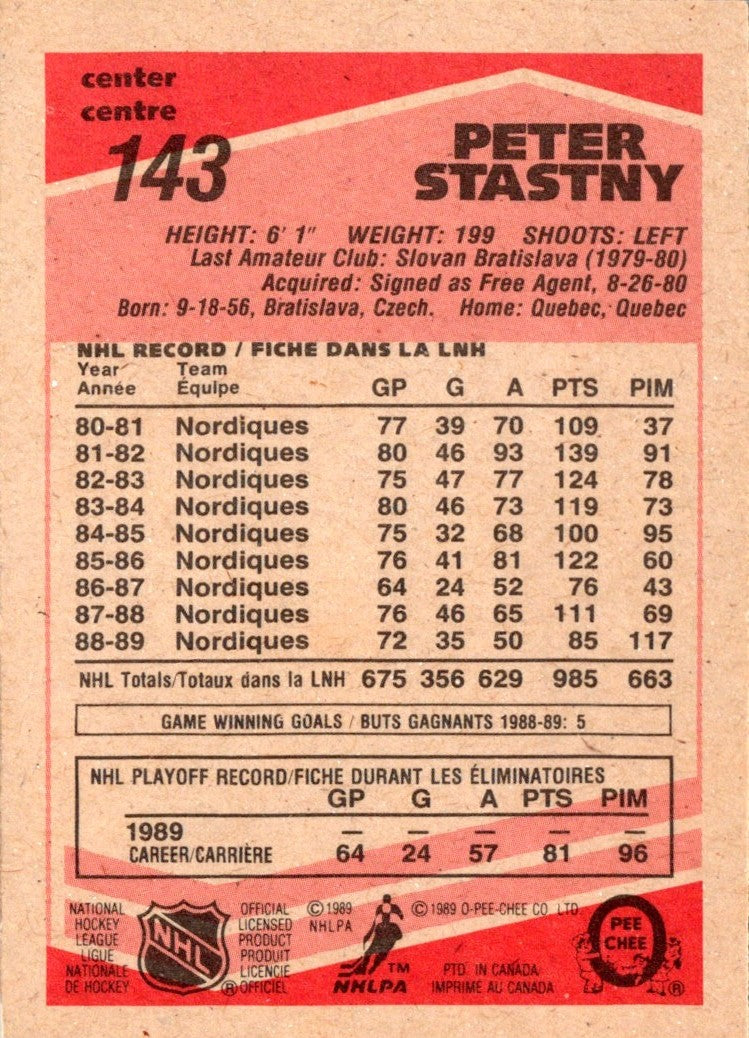 center
centre
143
PETER
STASTNY
HEIGHT: 6' 1" WEIGHT: 199 SHOOTS: LEFT
Last Amateur Club: Slovan Bratislava (1979-80)
Acquired: Signed as Free Agent, 8-26-80
Born: 9-18-56, Bratislava, Czech. Home: Quebec, Quebec
NHL RECORD / FICHE DANS LA LNH
Year Team
Année Équipe GP G A PTS PIM
80-81 Nordiques 77 39 70 109 37
81-82 Nordiques 80 46 93 139 91
82-83 Nordiques 75 47 77 124 78
83-84 Nordiques 80 46 73 119 73
84-85 Nordiques 75 32 68 100 95
85-86 Nordiques 76 41 81 122 60
86-87 Nordiques 64 24 52 76 43
87-88 Nordiques 76 46 65 111 69
88-89 Nordiques 72 35 50 85 117
NHL Totals/Totaux dans la LNH 675 356 629 985 663
GAME WINNING GOALS / BUTS GAGNANTS 1988-89: 5
NHL PLAYOFF RECORD/FICHE DURANT LES ÉLIMINATOIRES
GP G A PTS PIM
1989 — — — — —
CAREER/CARRIÈRE 64 24 57 81 96
NATIONAL
HOCKEY
LEAGUE
LIGUE
NATIONALE
DE HOCKEY
NHL
®
OFFICIAL
LICENSED
PRODUCT
PRODUIT
LICENCIE
OFFICIEL
© 1989
NHLPA
TM
NHLPA
© 1989 O-PEE-CHEE CO. LTD.
PTD. IN CANADA
IMPRIMÉ AU CANADA
O
PEE
CHEE
®